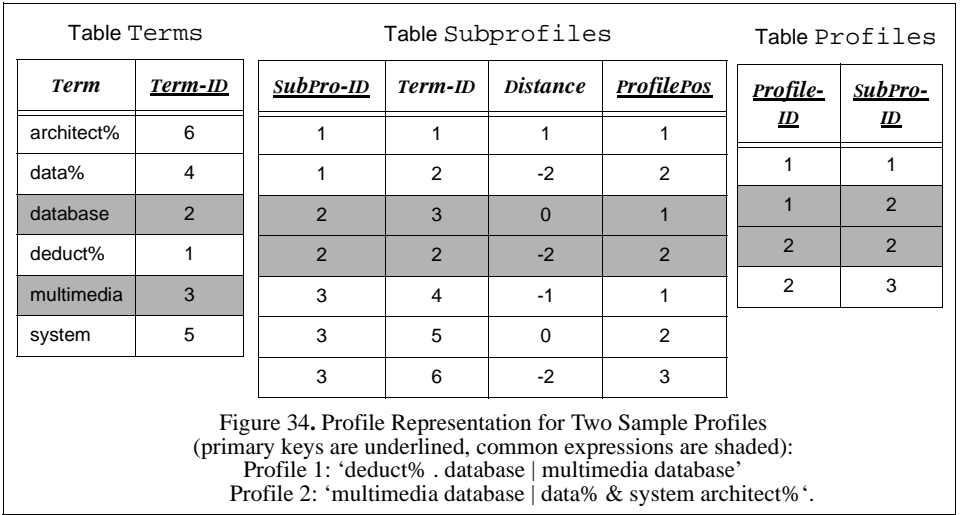 Table Terms
Term Term-ID
architect% 6
data% 4
database 2
deduct% 1
multimedia 3
system 5
Table Subprofiles
SubPro-ID Term-ID Distance ProfilePos
1 1 1 1
1 2 -2 2
2 3 0 1
2 2 -2 2
3 4 -1 1
3 5 0 2
3 6 -2 3
Table Profiles
Profile- SubPro-
ID ID
1 1
1 2
2 2
2 3
Figure 34. Profile Representation for Two Sample Profiles
(primary keys are underlined, common expressions are shaded):
Profile 1: ‘deduct% . database | multimedia database’
Profile 2: ‘multimedia database | data% & system architect%‘.